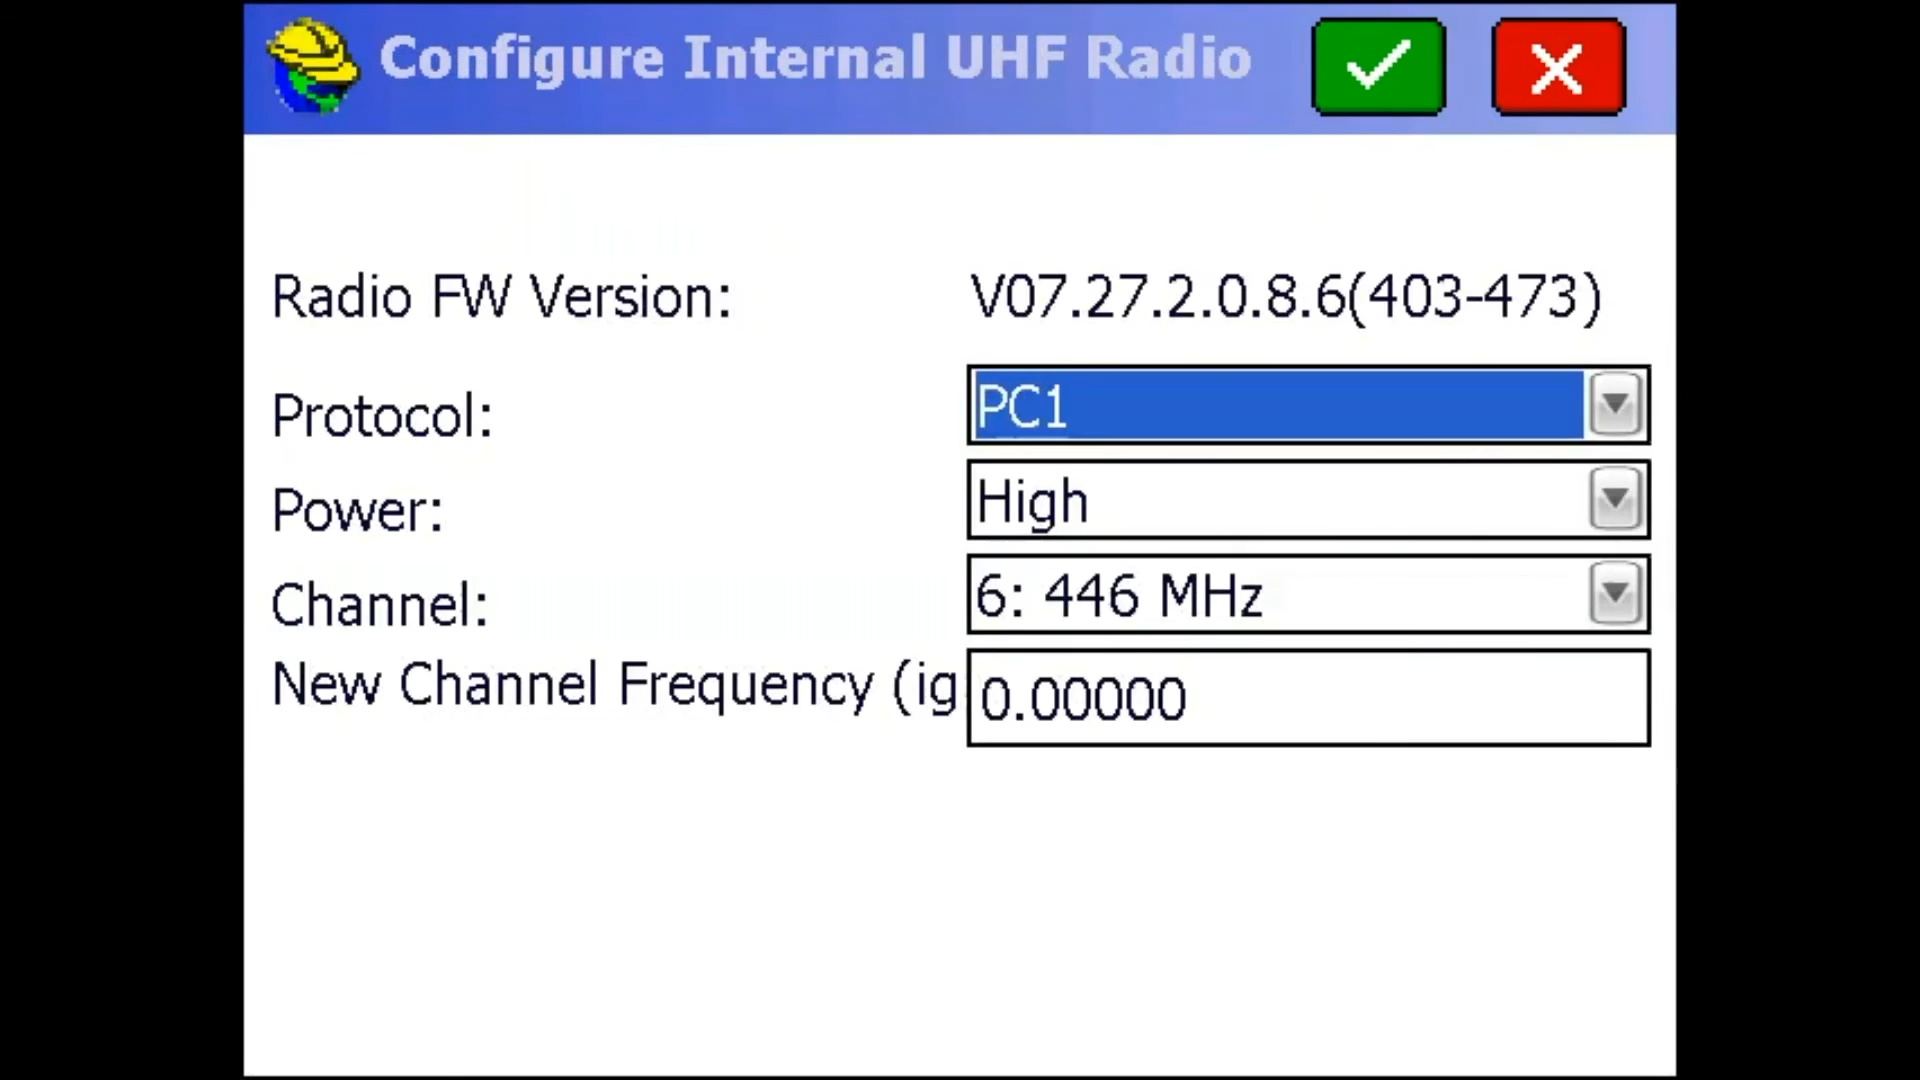 Configure Internal UHF Radio
Radio FW Version: V07.27.2.0.8.6(403-473)
Protocol: PC1
Power: High
Channel: 6: 446 MHz
New Channel Frequency (ig 0.00000